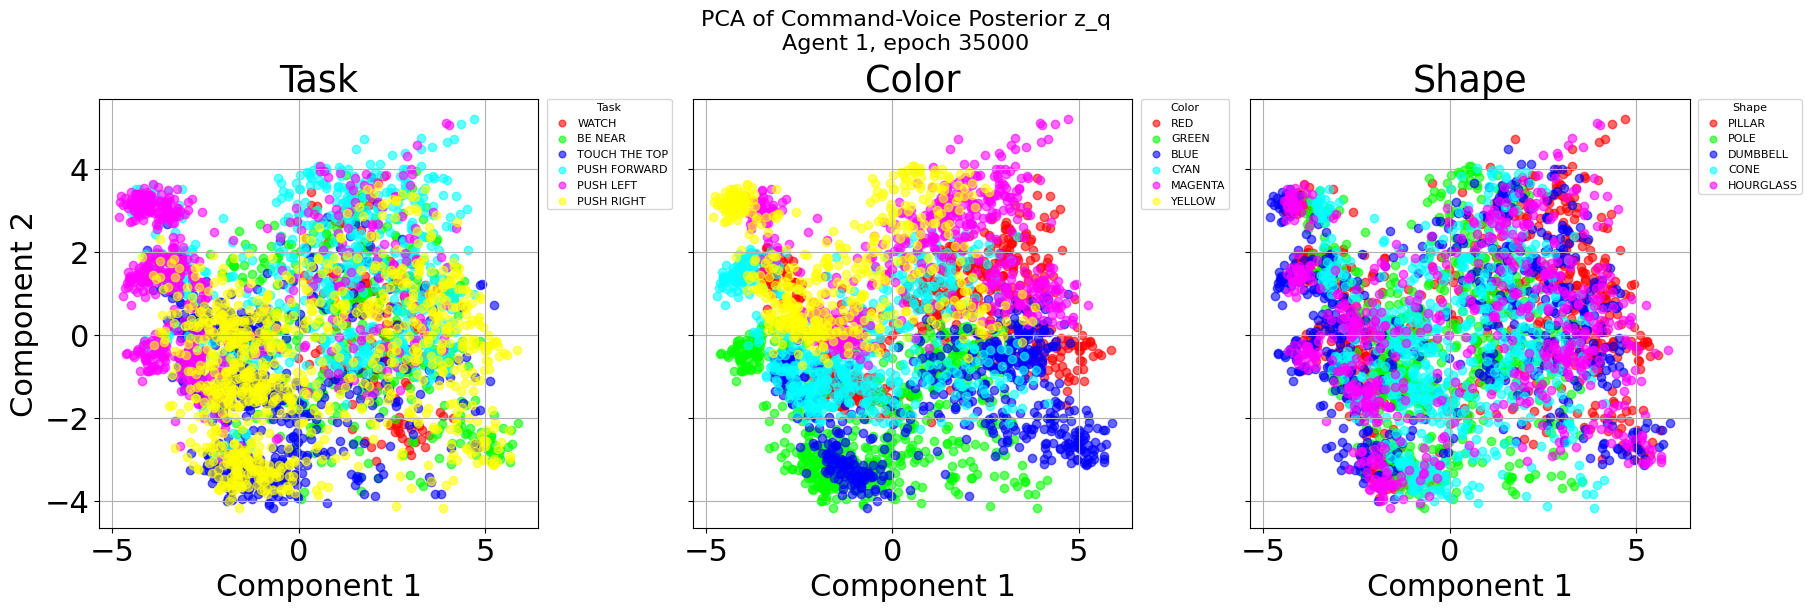 PCA of Command-Voice Posterior z_q
Agent 1, epoch 35000
Task
Color
Shape
Task
WATCH
BE NEAR
TOUCH THE TOP
PUSH FORWARD
PUSH LEFT
PUSH RIGHT
Color
RED
GREEN
BLUE
CYAN
MAGENTA
YELLOW
Shape
PILLAR
POLE
DUMBBELL
CONE
HOURGLASS
Component 2
4
2
0
−2
−4
−5 0 5
−5 0 5
−5 0 5
Component 1
Component 1
Component 1